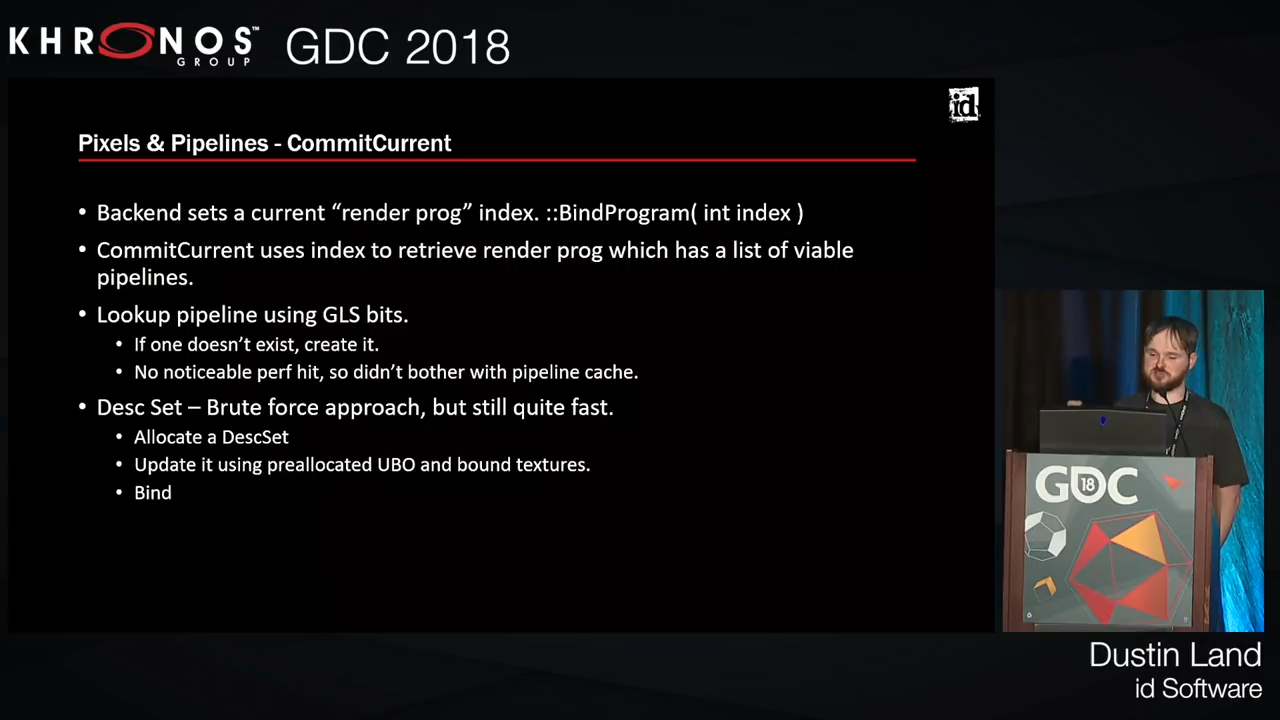 KHRONOS™
GROUP
GDC 2018
id
Pixels & Pipelines - CommitCurrent
• Backend sets a current “render prog” index. ::BindProgram( int index )
• CommitCurrent uses index to retrieve render prog which has a list of viable
pipelines.
• Lookup pipeline using GLS bits.
• If one doesn’t exist, create it.
• No noticeable perf hit, so didn’t bother with pipeline cache.
• Desc Set – Brute force approach, but still quite fast.
• Allocate a DescSet
• Update it using preallocated UBO and bound textures.
• Bind
GDC
18
Dustin Land
id Software